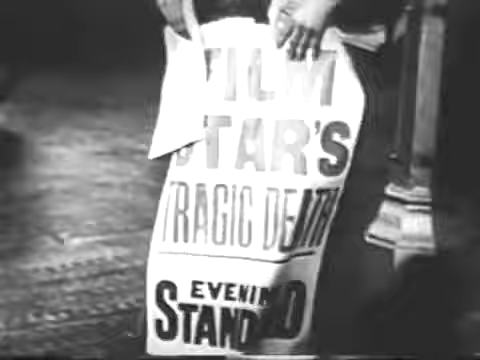 FILM
STAR'S
TRAGIC DEATH
EVENING
STANDARD